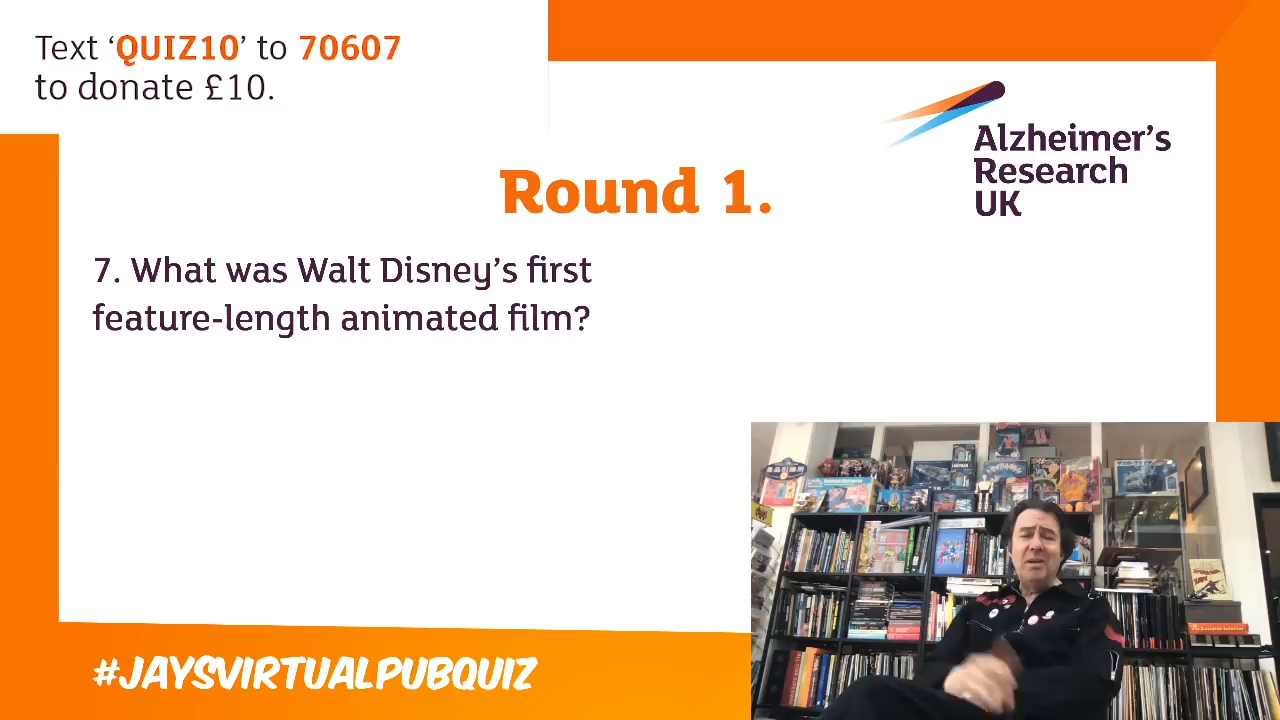 Text ‘QUIZ10’ to 70607
to donate £10.
Alzheimer’s
Research
UK
Round 1.
7. What was Walt Disney’s first
feature-length animated film?
#JAYSVIRTUALPUBQUIZ